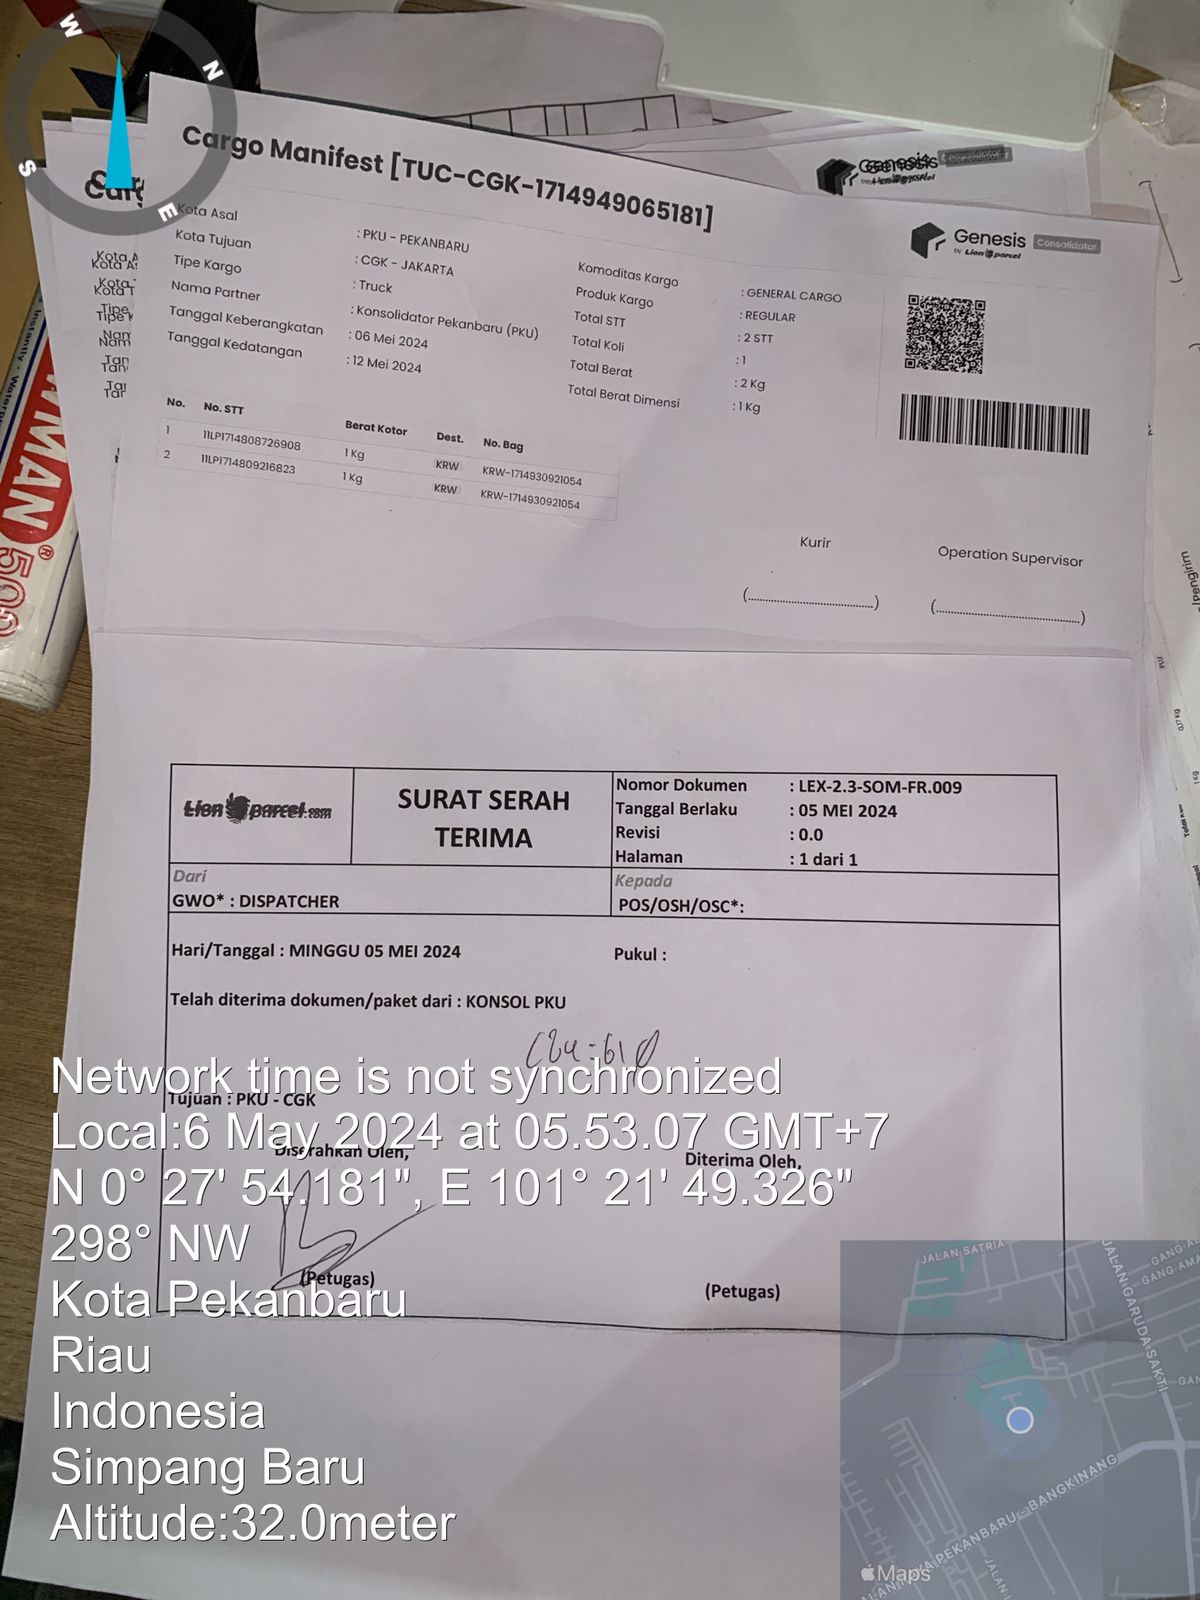 W
N
S
E
Cargo Manifest [TUC-CGK-1714949065181]
Genesis Consolidator
by Lion parcel
Kota Asal : PKU - PEKANBARU
Kota Tujuan : CGK - JAKARTA
Tipe Kargo : Truck
Nama Partner : Konsolidator Pekanbaru (PKU)
Tanggal Keberangkatan : 06 Mei 2024
Tanggal Kedatangan : 12 Mei 2024
Komoditas Kargo : GENERAL CARGO
Produk Kargo : REGULAR
Total STT : 2 STT
Total Koli : 1
Total Berat : 2 Kg
Total Berat Dimensi : 1 Kg
No. No. STT Berat Kotor Dest. No. Bag
1 11LP1714808726908 1 Kg KRW KRW-1714930921054
2 11LP1714809216823 1 Kg KRW KRW-1714930921054
Kurir
Operation Supervisor
(................................)
(....................................)
Lion parcel.com
SURAT SERAH
TERIMA
Nomor Dokumen : LEX-2.3-SOM-FR.009
Tanggal Berlaku : 05 MEI 2024
Revisi : 0.0
Halaman : 1 dari 1
Dari
GWO* : DISPATCHER
Kepada
POS/OSH/OSC*:
Hari/Tanggal : MINGGU 05 MEI 2024
Pukul :
Telah diterima dokumen/paket dari : KONSOL PKU
Tujuan : PKU - CGK
Diserahkan Oleh,
Diterima Oleh,
(Petugas)
(Petugas)
Network time is not synchronized
Local:6 May 2024 at 05.53.07 GMT+7
N 0° 27' 54.181", E 101° 21' 49.326"
298° NW
Kota Pekanbaru
Riau
Indonesia
Simpang Baru
Altitude:32.0meter
JALAN SATRIA
JALAN GARUDA SAKTI
PEKANBARU - BANGKINANG
Maps